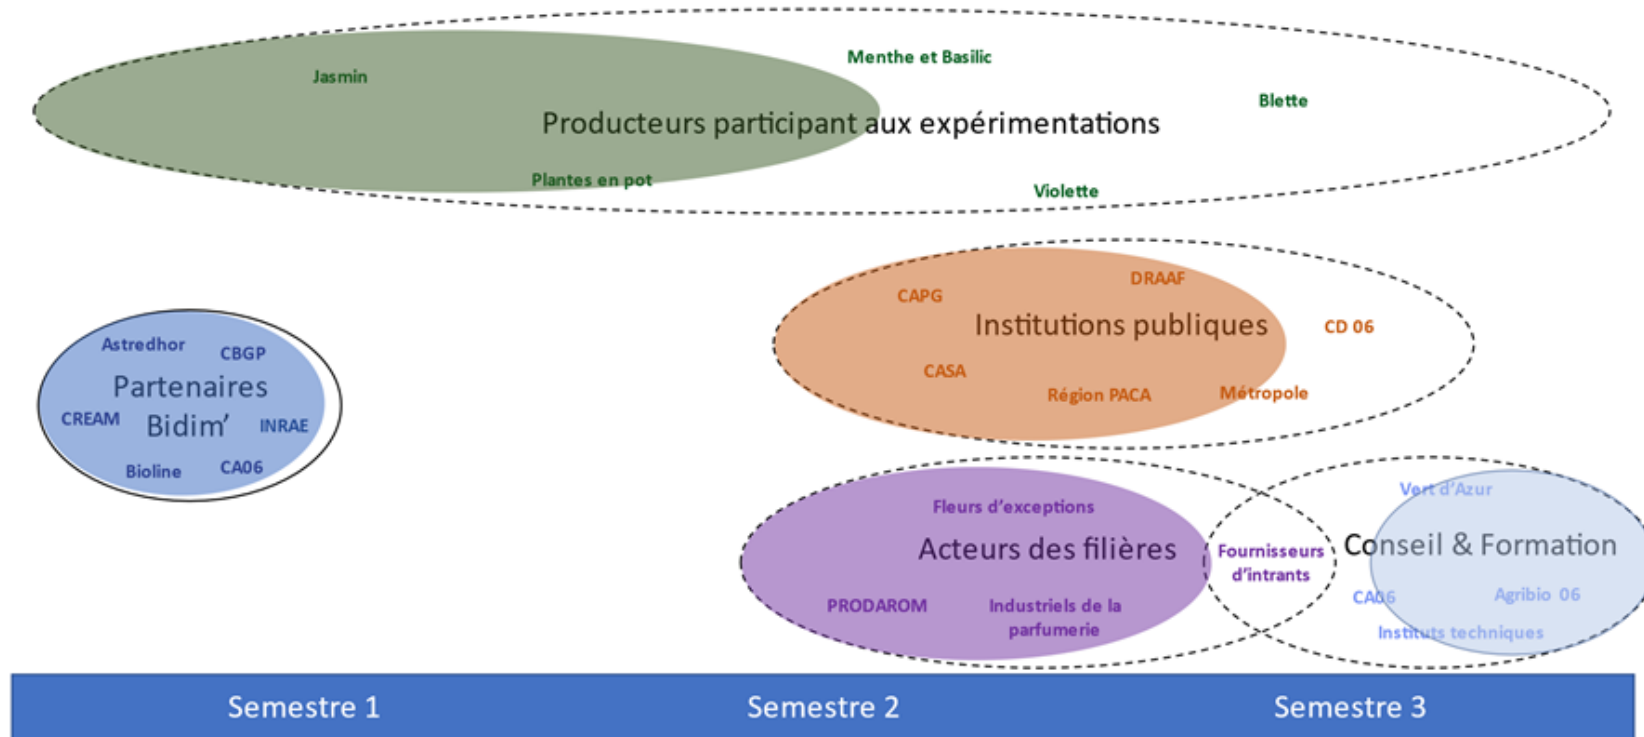 Menthe et Basilic
Jasmin
Blette
Producteurs participant aux expérimentations
Plantes en pot
Violette
DRAAF
CAPG
Institutions publiques
CD 06
CASA
Région PACA
Métropole
Astredhor
CBGP
Partenaires
CREAM
Bidim’
INRAE
Bioline
CA06
Vert d’Azur
Fleurs d’exceptions
Acteurs des filières
Fournisseurs
d’intrants
Conseil & Formation
PRODAROM
Industriels de la
parfumerie
CA06
Agribio 06
Instituts techniques
Semestre 1
Semestre 2
Semestre 3